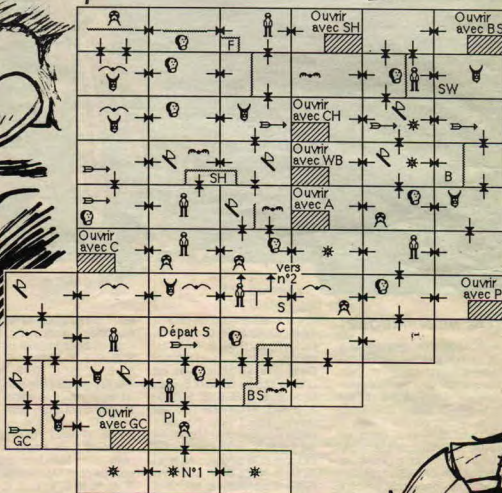 Ouvrir
avec SH
Ouvrir
avec BS
F
SW
Ouvrir
avec CH
Ouvrir
avec WB
B
SH
Ouvrir
avec A
Ouvrir
avec C
vers
n°2
S
Ouvrir
avec P
Départ S
C
BS
GC
Ouvrir
avec GC
PI
N°1